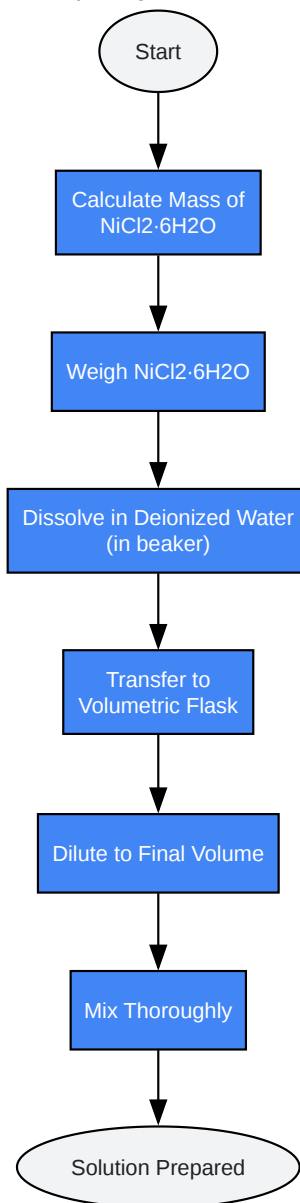 Start
Calculate Mass of
NiCl2·6H2O
Weigh NiCl2·6H2O
Dissolve in Deionized Water
(in beaker)
Transfer to
Volumetric Flask
Dilute to Final Volume
Mix Thoroughly
Solution Prepared